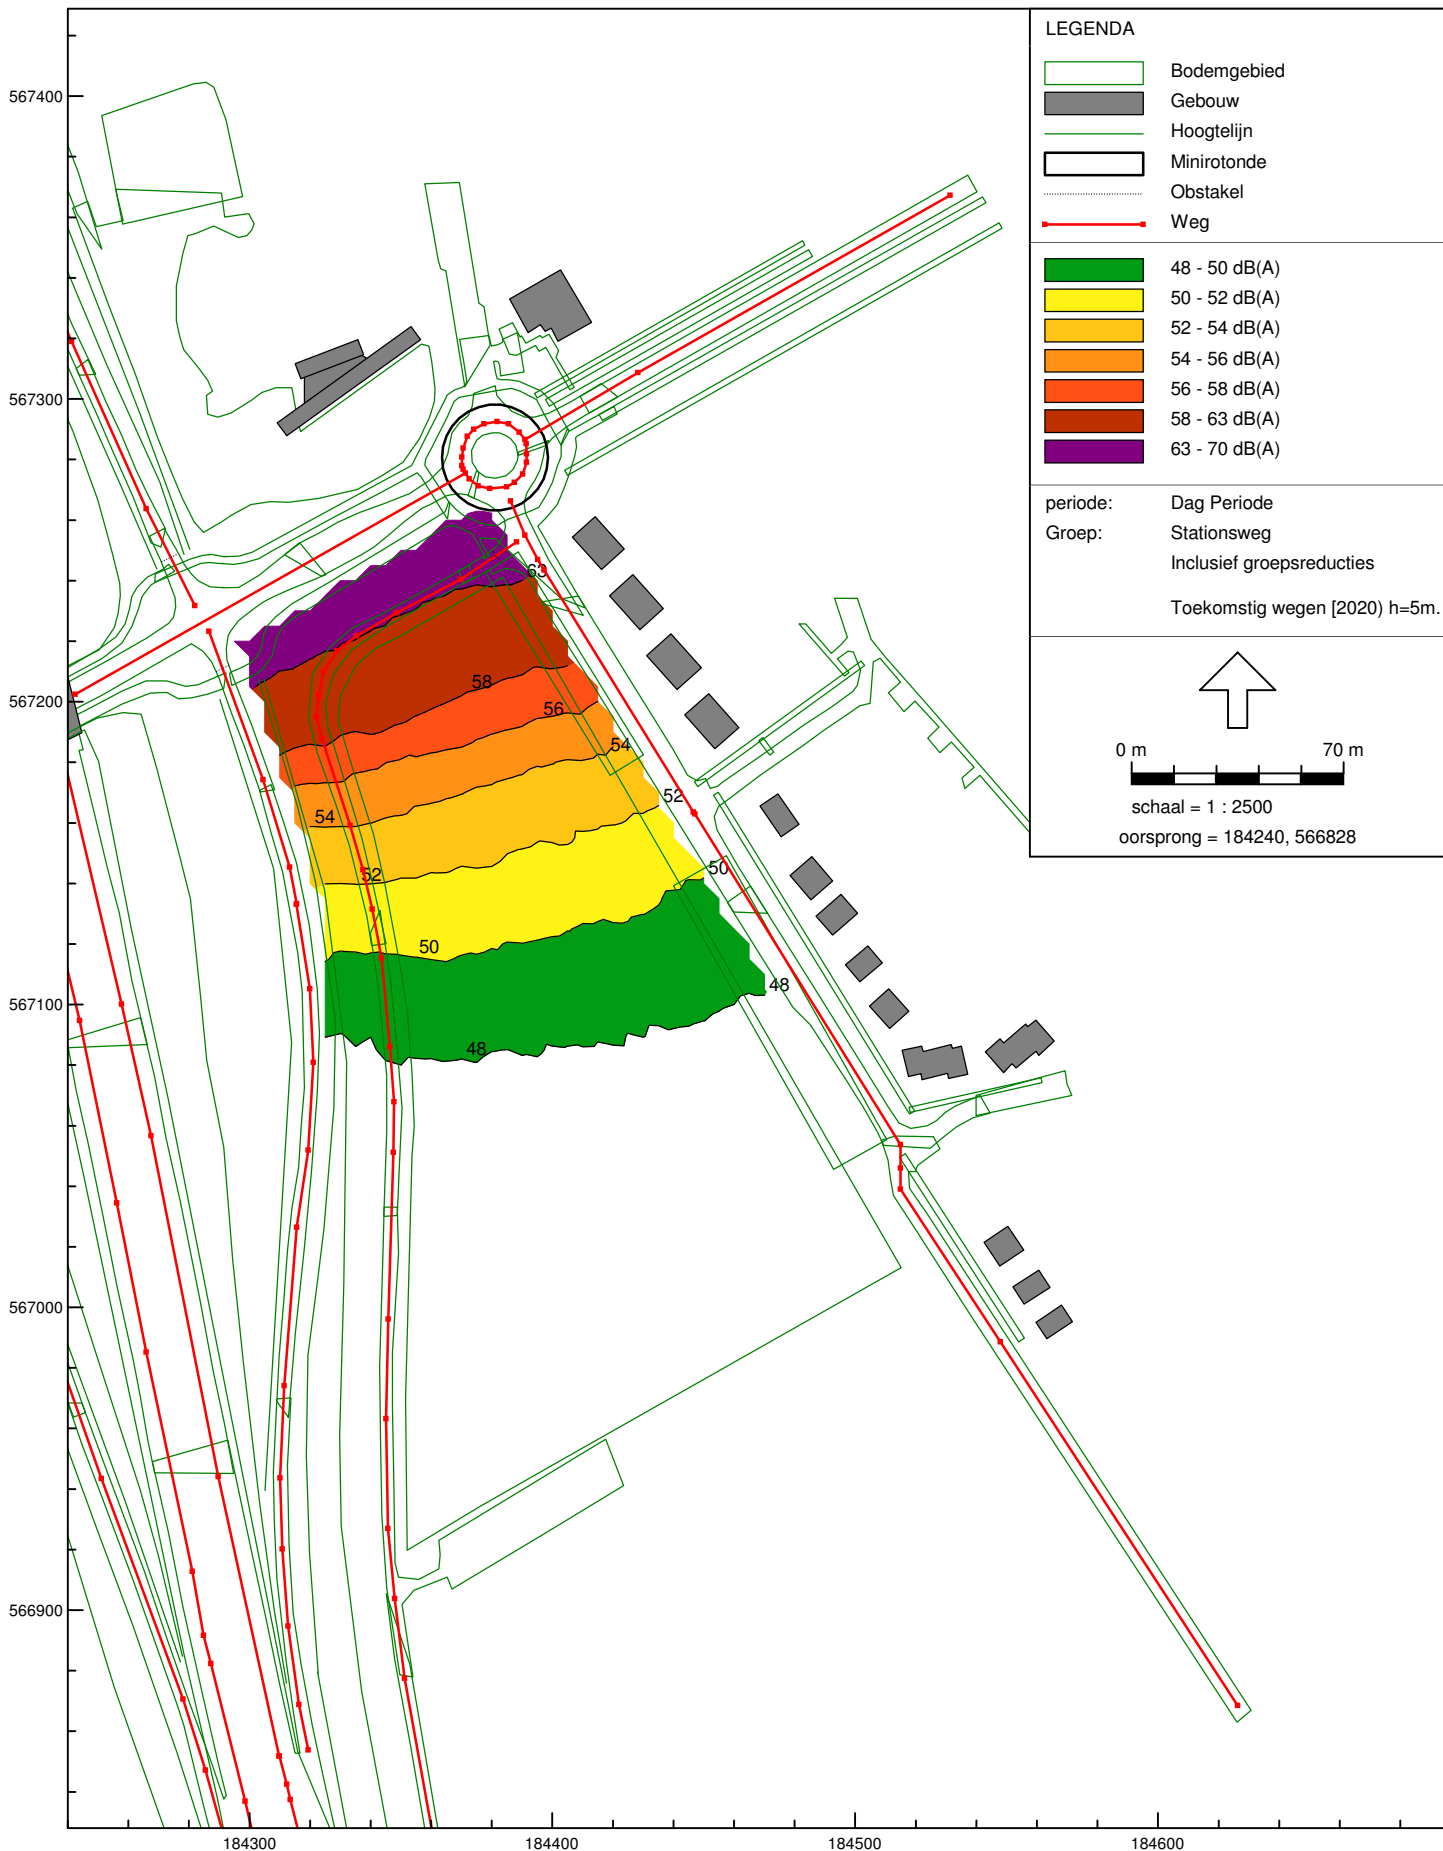 LEGENDA
Bodemgebied
Gebouw
Hoogtelijn
Minirotonde
Obstakel
Weg
48 - 50 dB(A)
50 - 52 dB(A)
52 - 54 dB(A)
54 - 56 dB(A)
56 - 58 dB(A)
58 - 63 dB(A)
63 - 70 dB(A)
periode: Dag Periode
Groep: Stationsweg
Inclusief groepsreducties
Toekomstig wegen [2020) h=5m.
0 m 70 m
schaal = 1 : 2500
oorsprong = 184240, 566828
567400
567300
567200
567100
567000
566900
184300 184400 184500 184600
63
58
56
54
52
54
52
50
50
48
48